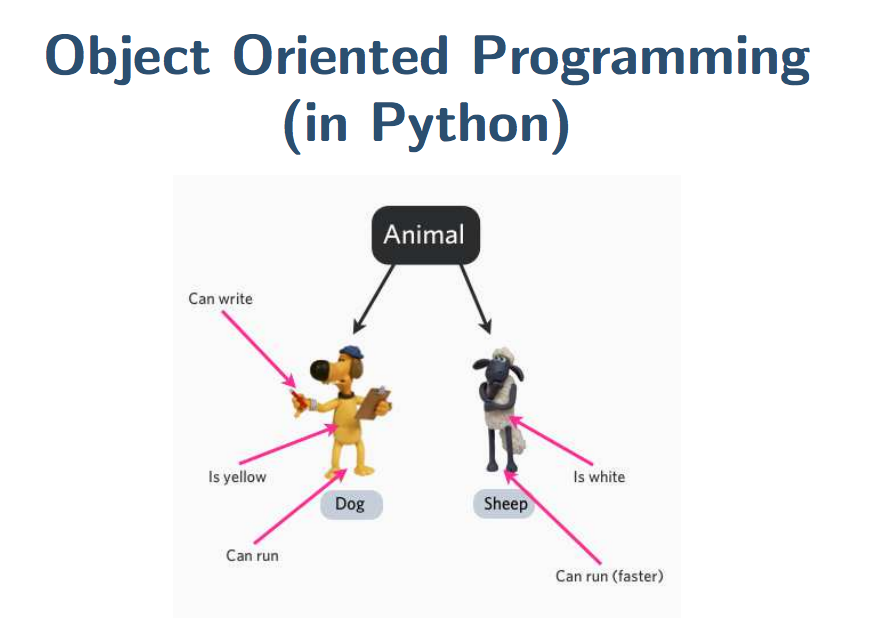 Object Oriented Programming
(in Python)
Animal
Can write
Is yellow
Is white
Dog
Sheep
Can run
Can run (faster)